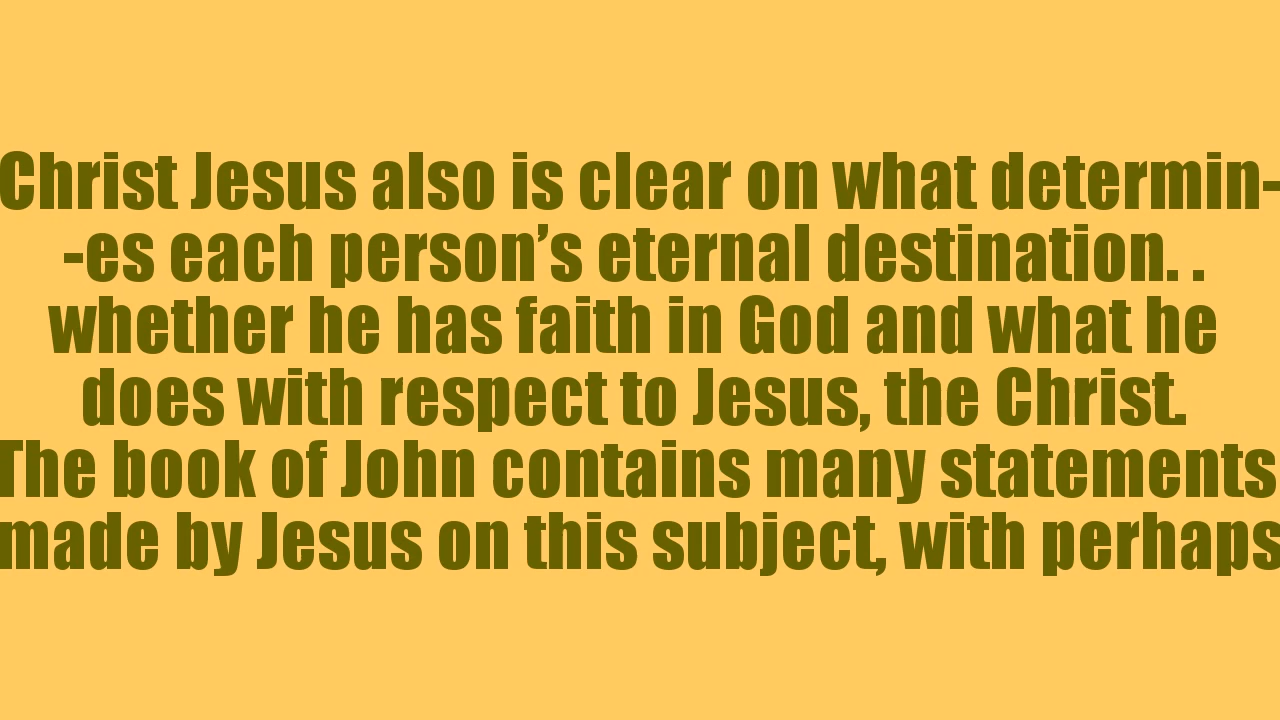 Christ Jesus also is clear on what determin-
-es each person’s eternal destination. .
whether he has faith in God and what he
does with respect to Jesus, the Christ.
The book of John contains many statements
made by Jesus on this subject, with perhaps